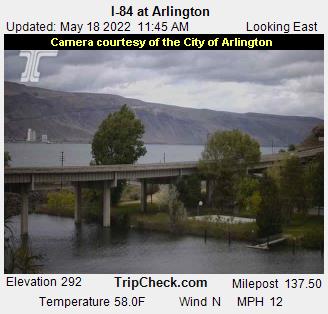 I-84 at Arlington
Updated: May 18 2022 11:45 AM Looking East
Camera courtesy of the City of Arlington
Elevation 292 TripCheck.com Milepost 137.50
Temperature 58.0F Wind N MPH 12